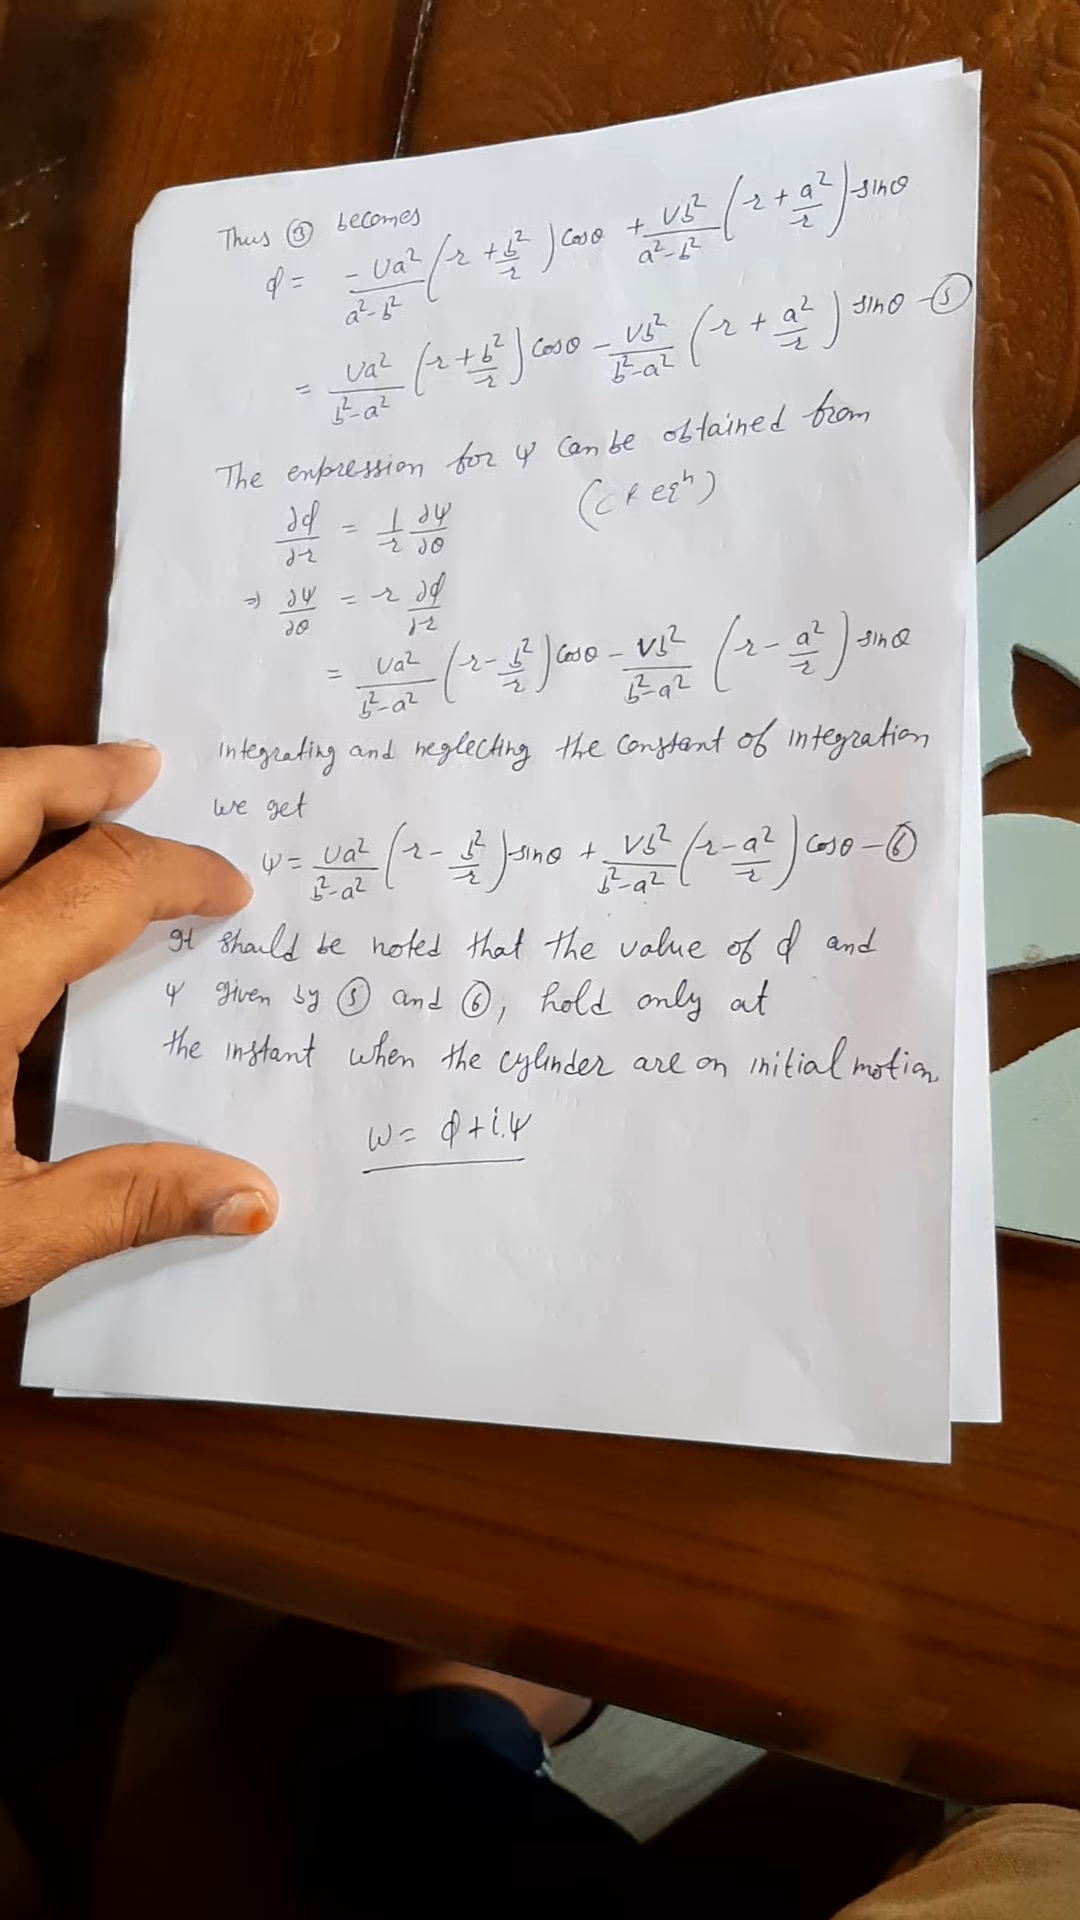 Thus ③ becomes
φ = -Ua²/(a²-b²) (r + b²/r) cosθ + Vb²/(a²-b²) (r + a²/r) sinθ
= Ua²/(b²-a²) (r + b²/r) cosθ - Vb²/(b²-a²) (r + a²/r) sinθ -⑤
The enpression for ψ can be obtained from
∂φ/∂r = 1/r ∂ψ/∂θ (CR eqⁿ)
⇒ ∂ψ/∂θ = r ∂φ/∂r
= Ua²/(b²-a²) (r - b²/r) cosθ - Vb²/(b²-a²) (r - a²/r) sinθ
integrating and neglecting the constant of integration
we get
ψ = Ua²/(b²-a²) (r - b²/r) sinθ + Vb²/(b²-a²) (r - a²/r) cosθ -⑥
It should be noted that the value of φ and
ψ given by ⑤ and ⑥, hold only at
the instant when the cylinder are on initial motion.
w = φ + i.ψ